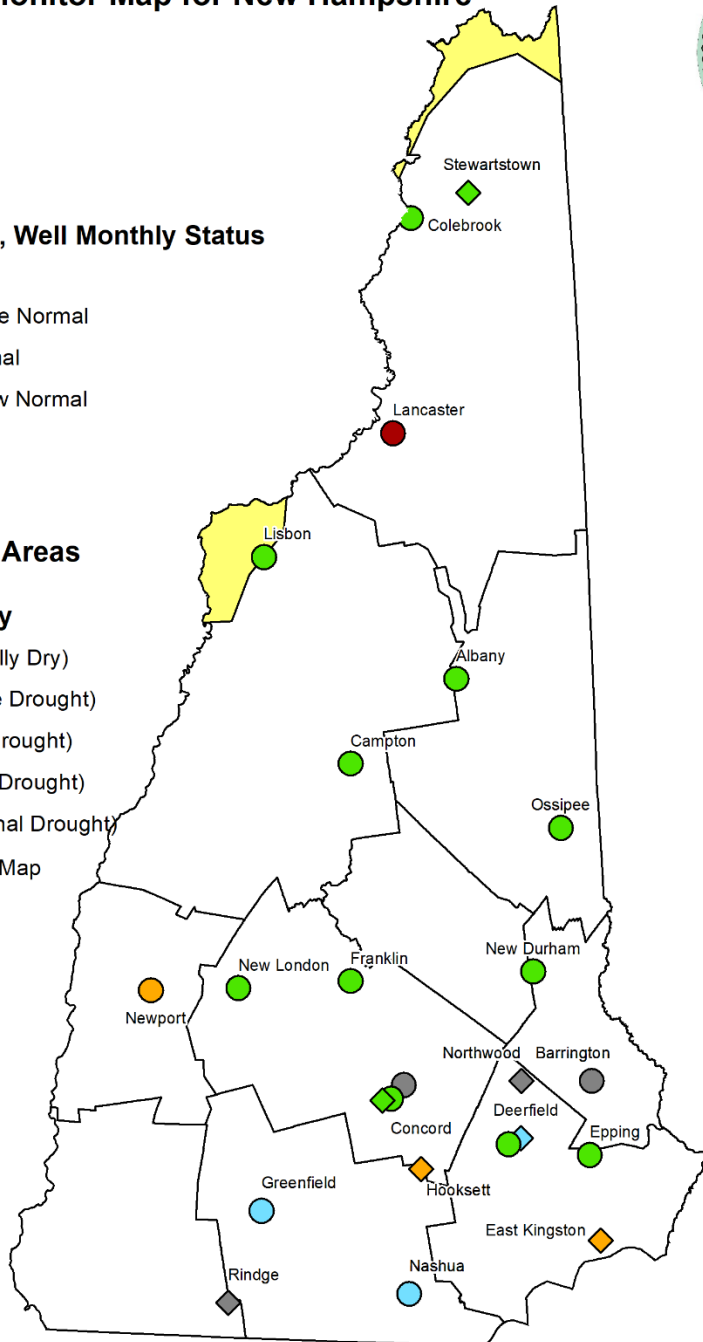 onitor Map for New Hampshire
Stewartstown
Colebrook
, Well Monthly Status
e Normal
al
w Normal
Lancaster
Lisbon
Areas
y
lly Dry)
e Drought)
rought)
Drought)
nal Drought)
Map
Albany
Campton
Ossipee
New Durham
Franklin
New London
Newport
Northwood
Barrington
Deerfield
Concord
Epping
Hooksett
Greenfield
East Kingston
Nashua
Rindge